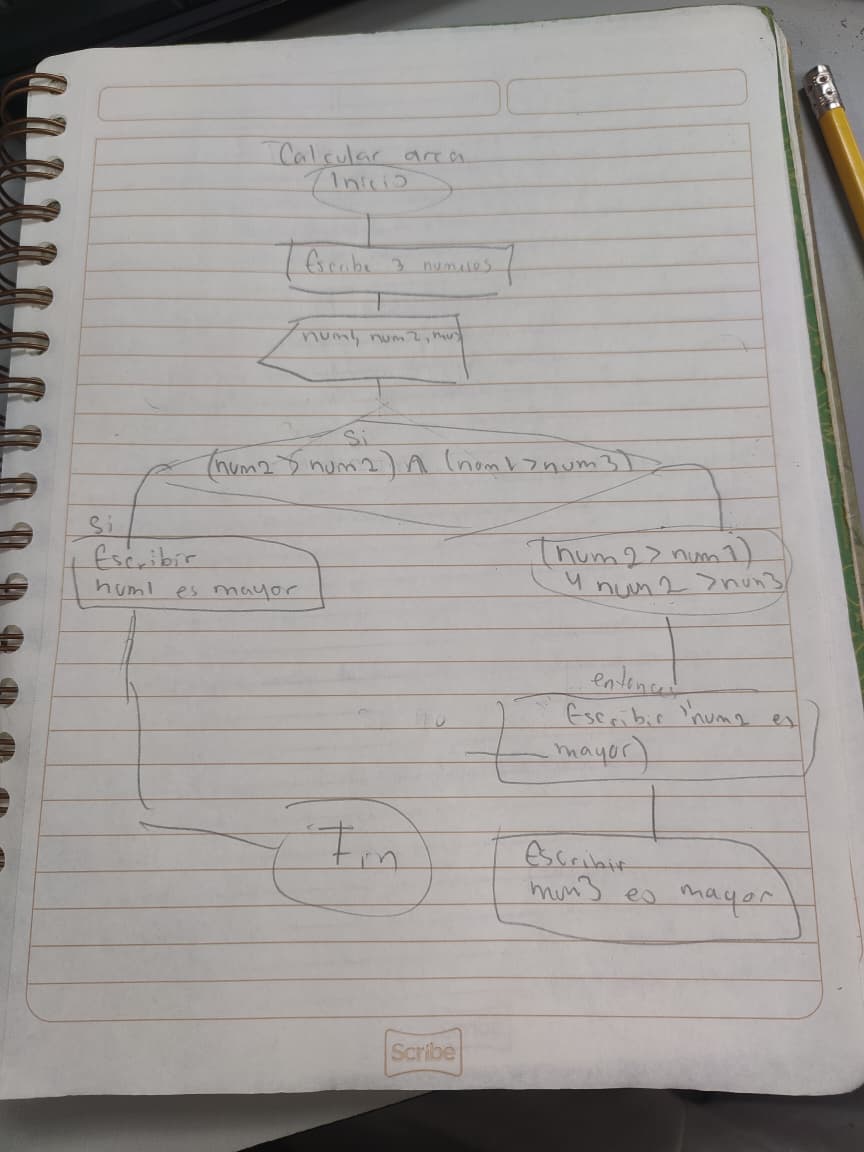 Calcular area
Inicio
Escribe 3 numeros
num1, num2,
Si
(num2 > num2) ∧ (num1 > num3)
Si
Escribir
num1 es mayor
(num2 > num1)
y num2 > num3
entonces
Escribir "num2 es
mayor)
Escribir
num3 es mayor
Fin
Scribe